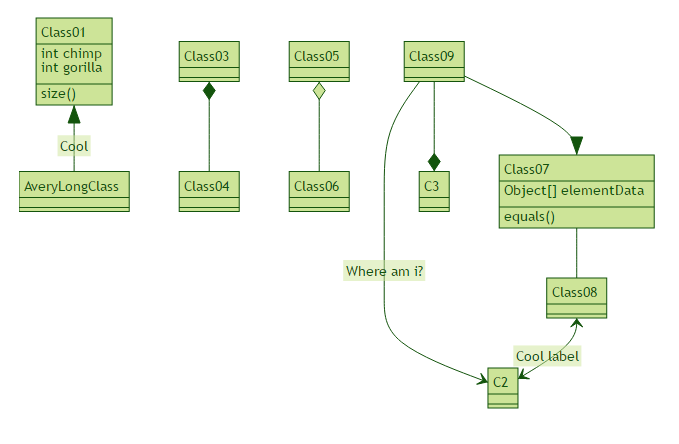 Class01
int chimp
int gorilla
size()
Cool
AveryLongClass
Class03
Class04
Class05
Class06
Class09
C3
Class07
Object[] elementData
equals()
Where am i?
Class08
Cool label
C2